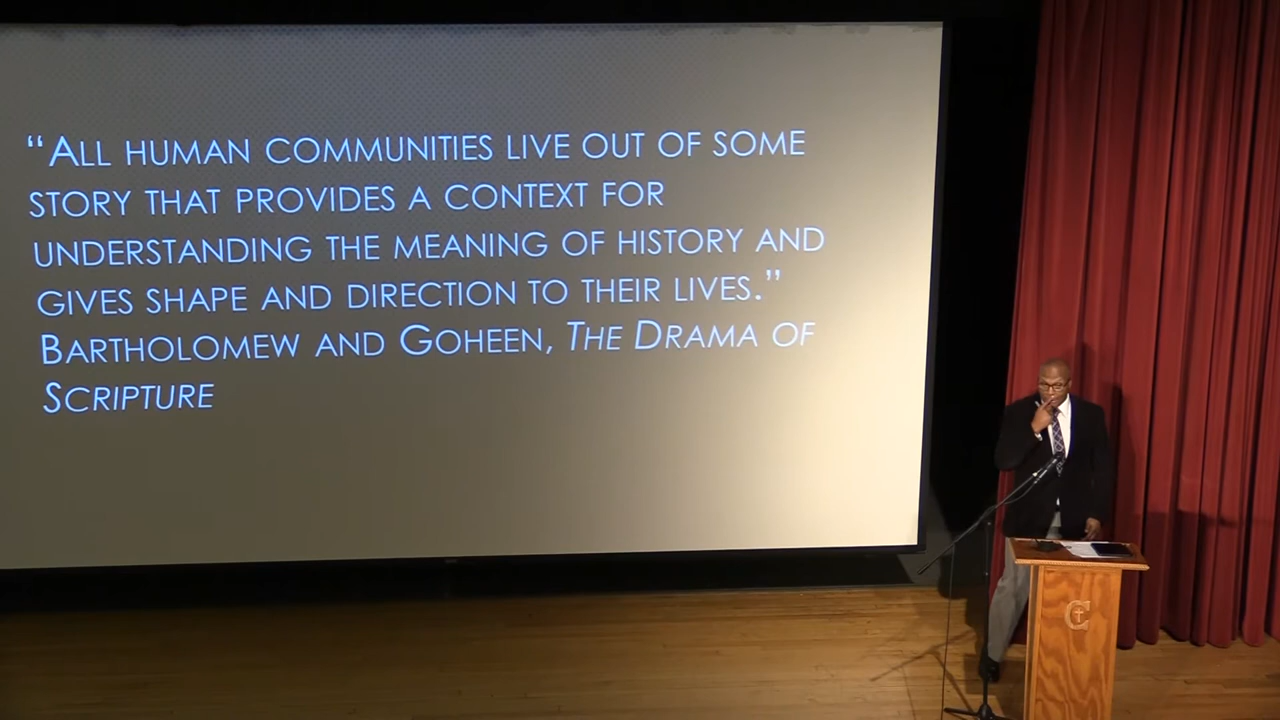 “All human communities live out of some
story that provides a context for
understanding the meaning of history and
gives shape and direction to their lives.”
Bartholomew and Goheen, The Drama of
Scripture
C